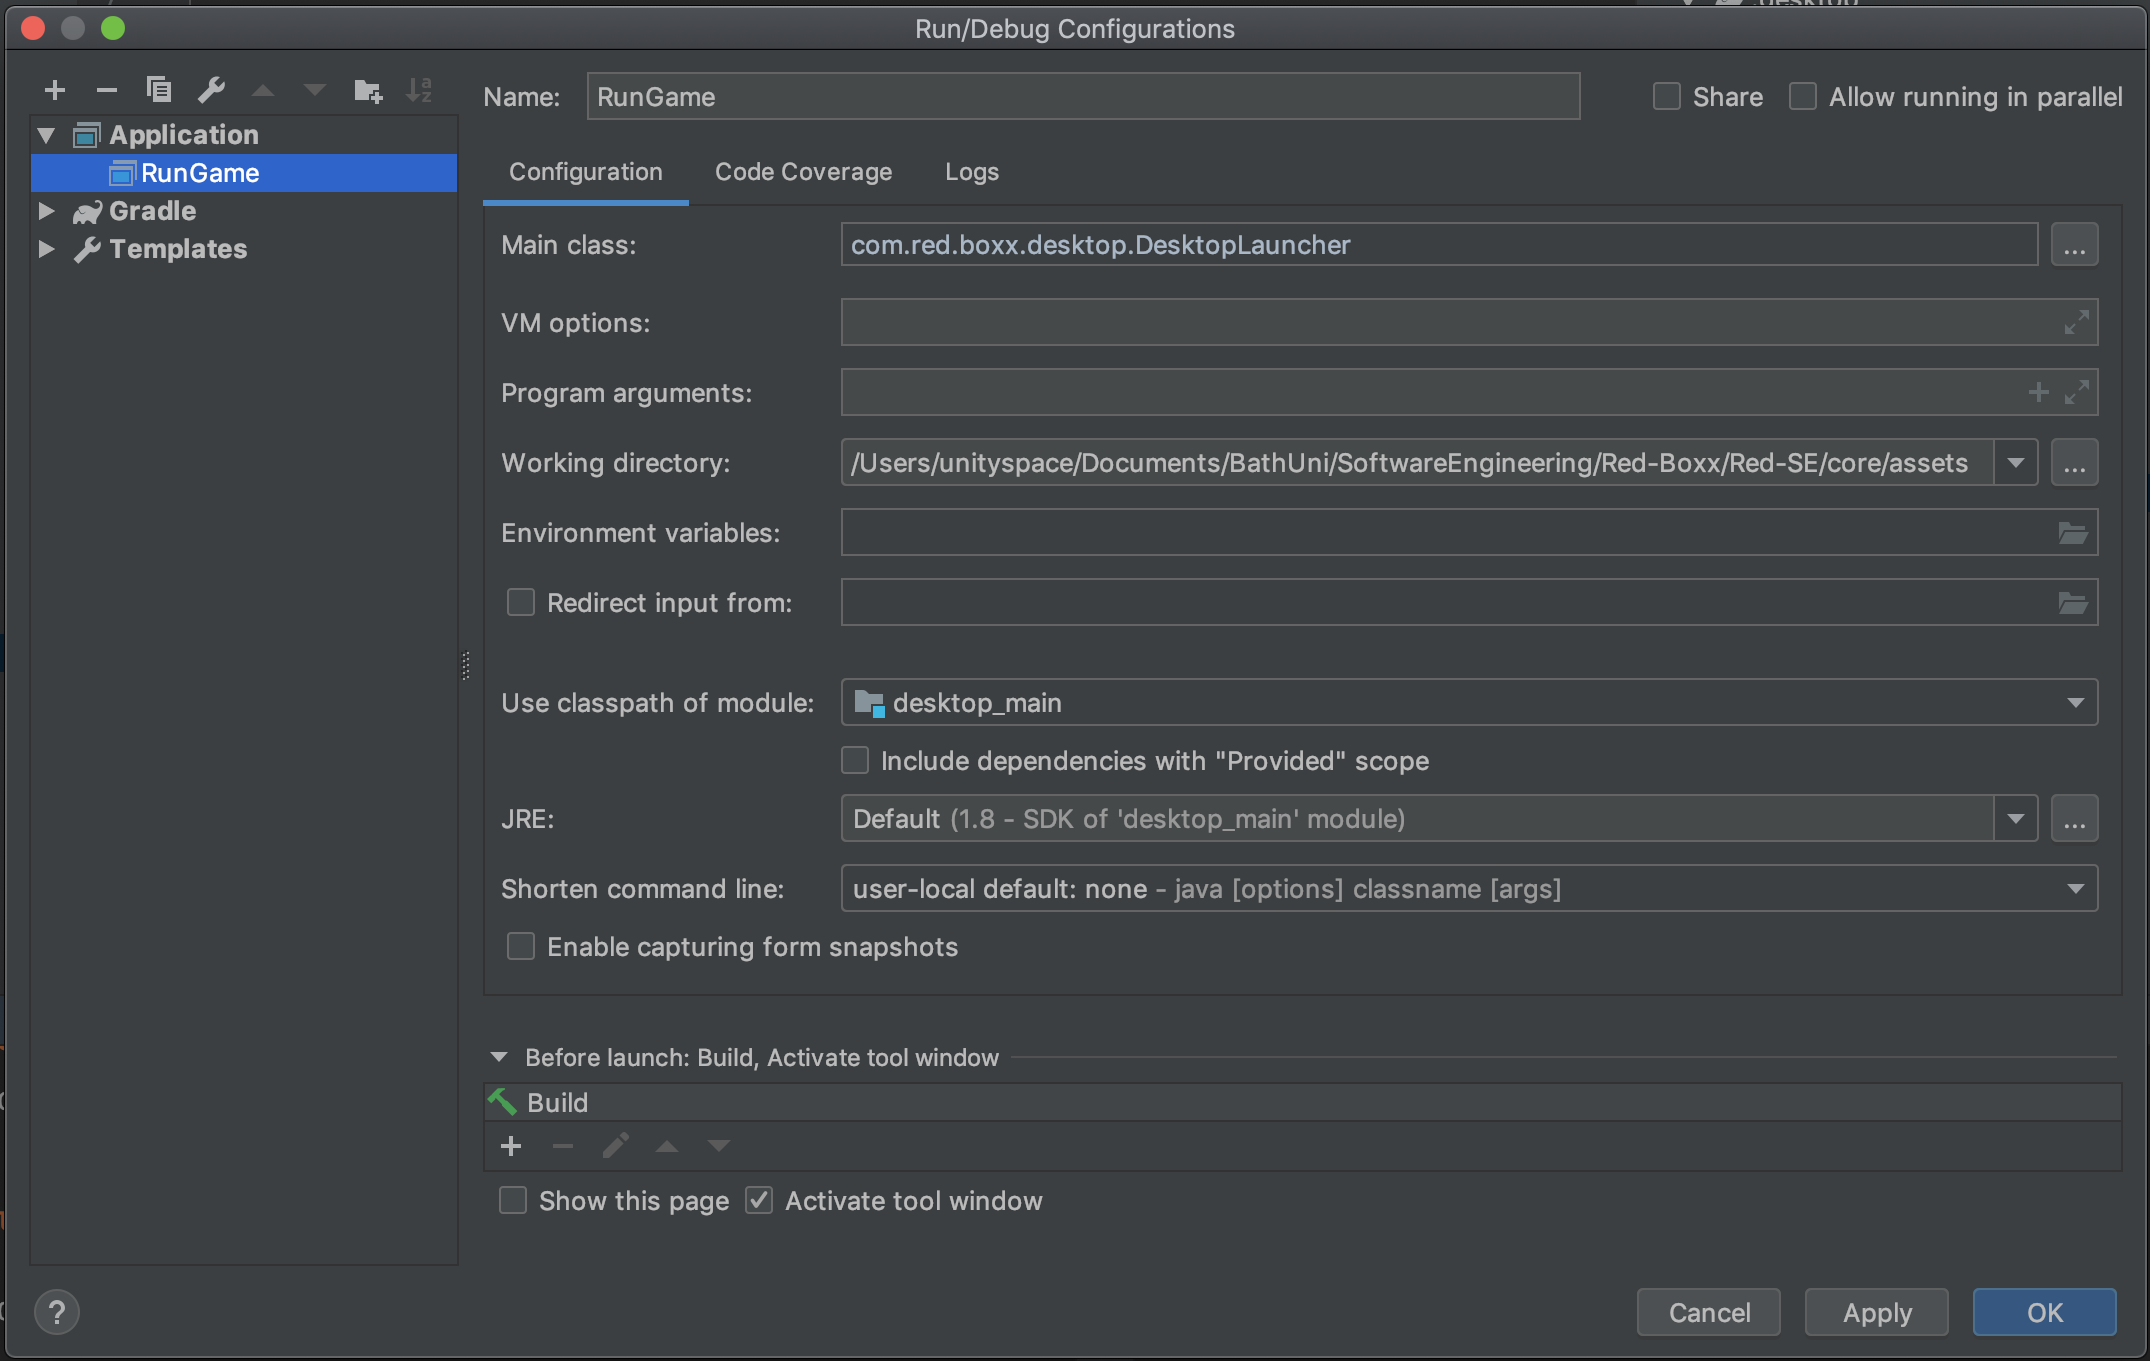 .desktop
Run/Debug Configurations
Name: RunGame Share Allow running in parallel
Application
RunGame
Gradle
Templates
Configuration Code Coverage Logs
Main class: com.red.boxx.desktop.DesktopLauncher ...
VM options:
Program arguments:
Working directory: /Users/unityspace/Documents/BathUni/SoftwareEngineering/Red-Boxx/Red-SE/core/assets ...
Environment variables:
Redirect input from:
Use classpath of module: desktop_main
Include dependencies with "Provided" scope
JRE: Default (1.8 - SDK of 'desktop_main' module) ...
Shorten command line: user-local default: none - java [options] classname [args]
Enable capturing form snapshots
Before launch: Build, Activate tool window
Build
Show this page Activate tool window
? Cancel Apply OK